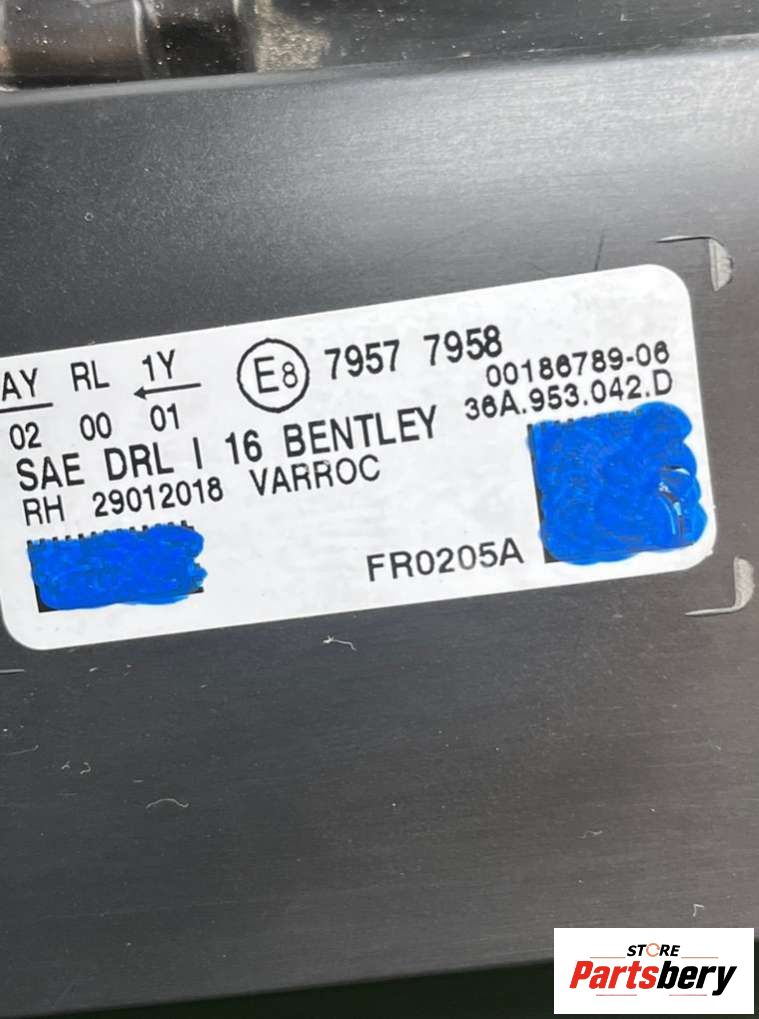 AY RL 1Y E8 7957 7958
02 00 01 00186789-06
SAE DRL I 16 BENTLEY 36A.953.042.D
RH 29012018 VARROC
FR0205A
STORE
Partsbery